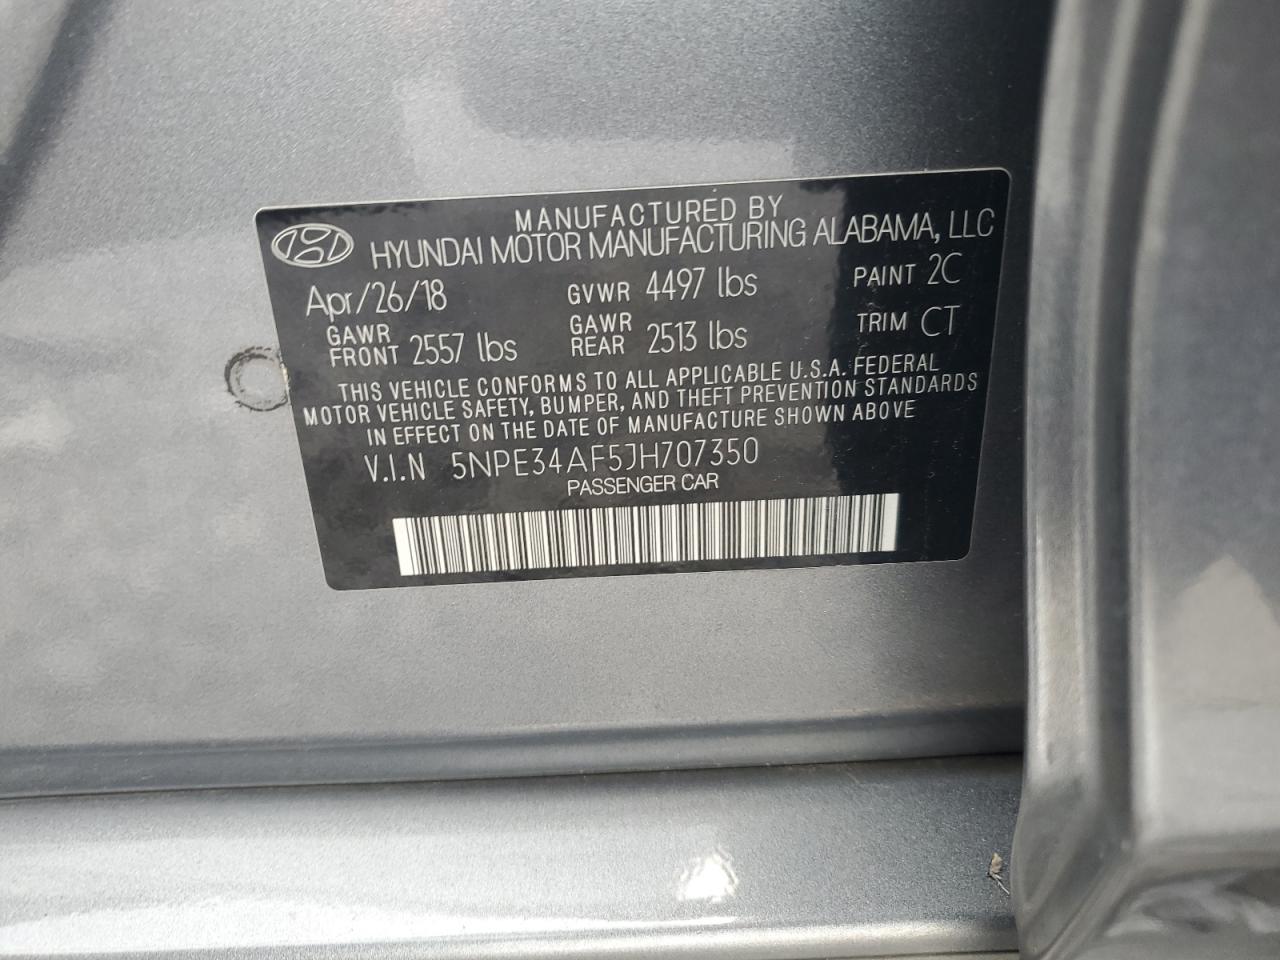 MANUFACTURED BY
HYUNDAI MOTOR MANUFACTURING ALABAMA, LLC
Apr/26/18 GVWR 4497 lbs PAINT 2C
GAWR FRONT 2557 lbs GAWR REAR 2513 lbs TRIM CT
THIS VEHICLE CONFORMS TO ALL APPLICABLE U.S.A. FEDERAL
MOTOR VEHICLE SAFETY, BUMPER, AND THEFT PREVENTION STANDARDS
IN EFFECT ON THE DATE OF MANUFACTURE SHOWN ABOVE
V.I.N 5NPE34AF5JH707350
PASSENGER CAR